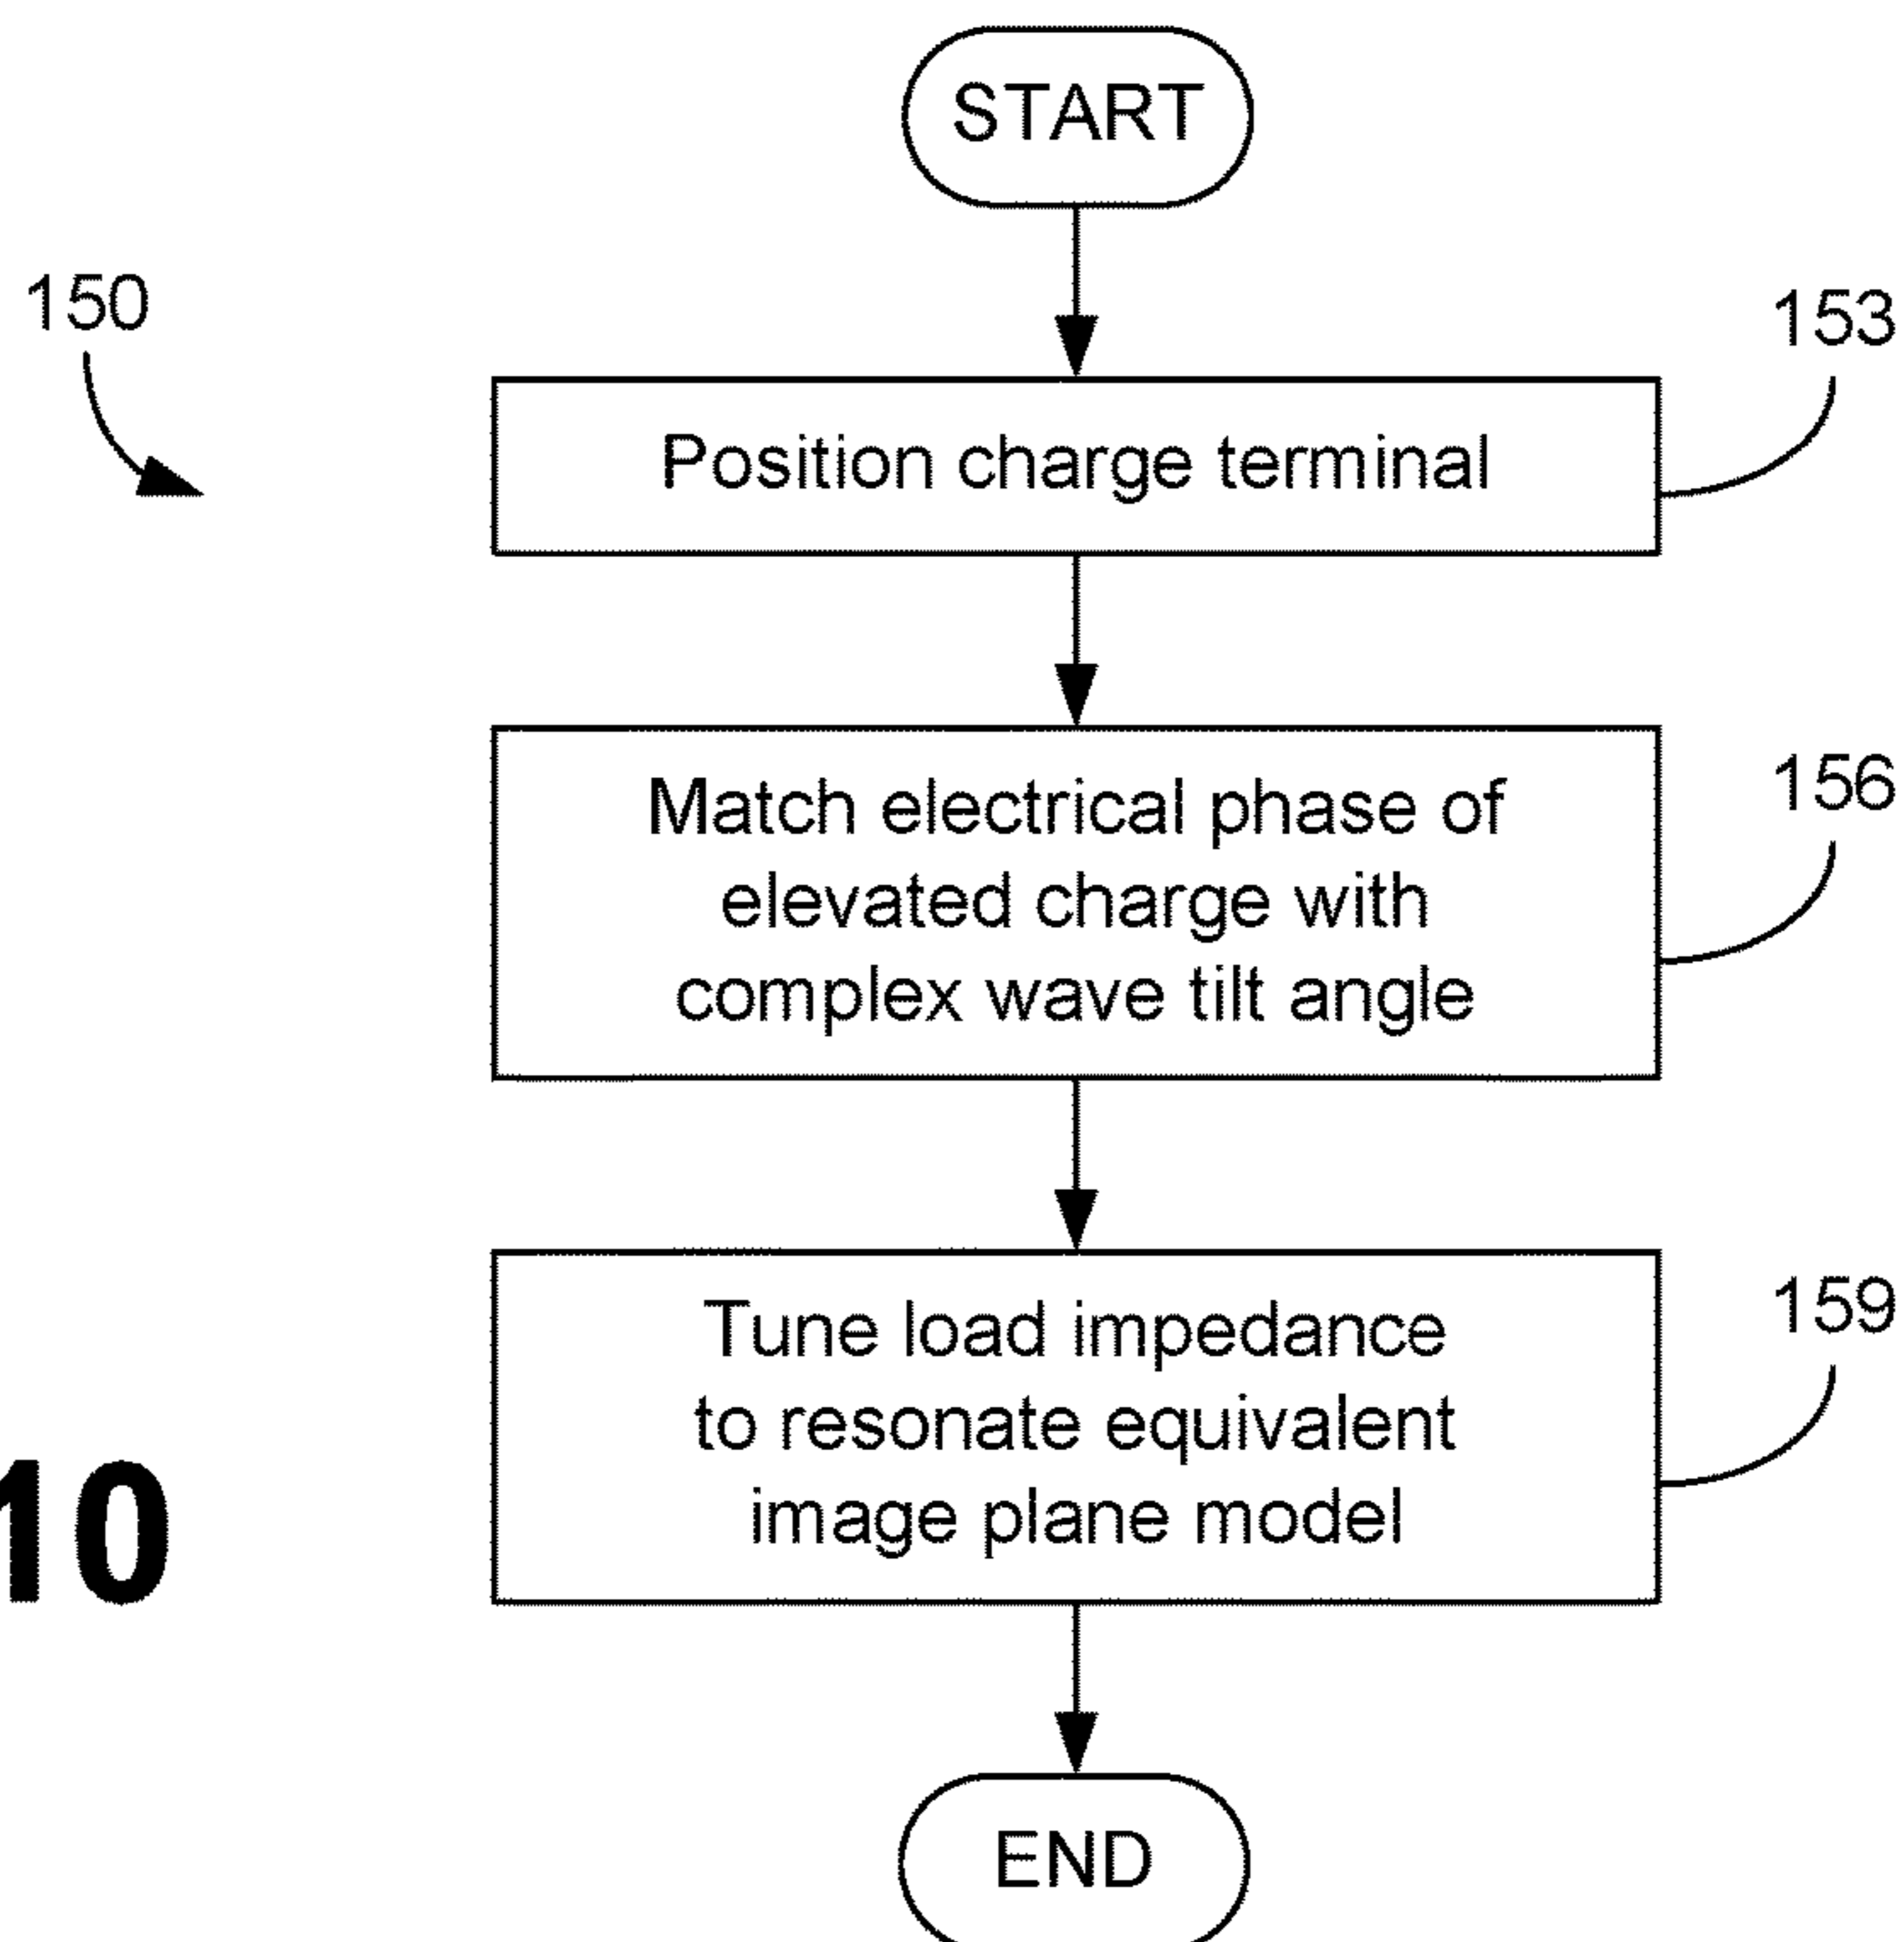 START
150
153
Position charge terminal
156
Match electrical phase of
elevated charge with
complex wave tilt angle
159
Tune load impedance
to resonate equivalent
image plane model
10
END